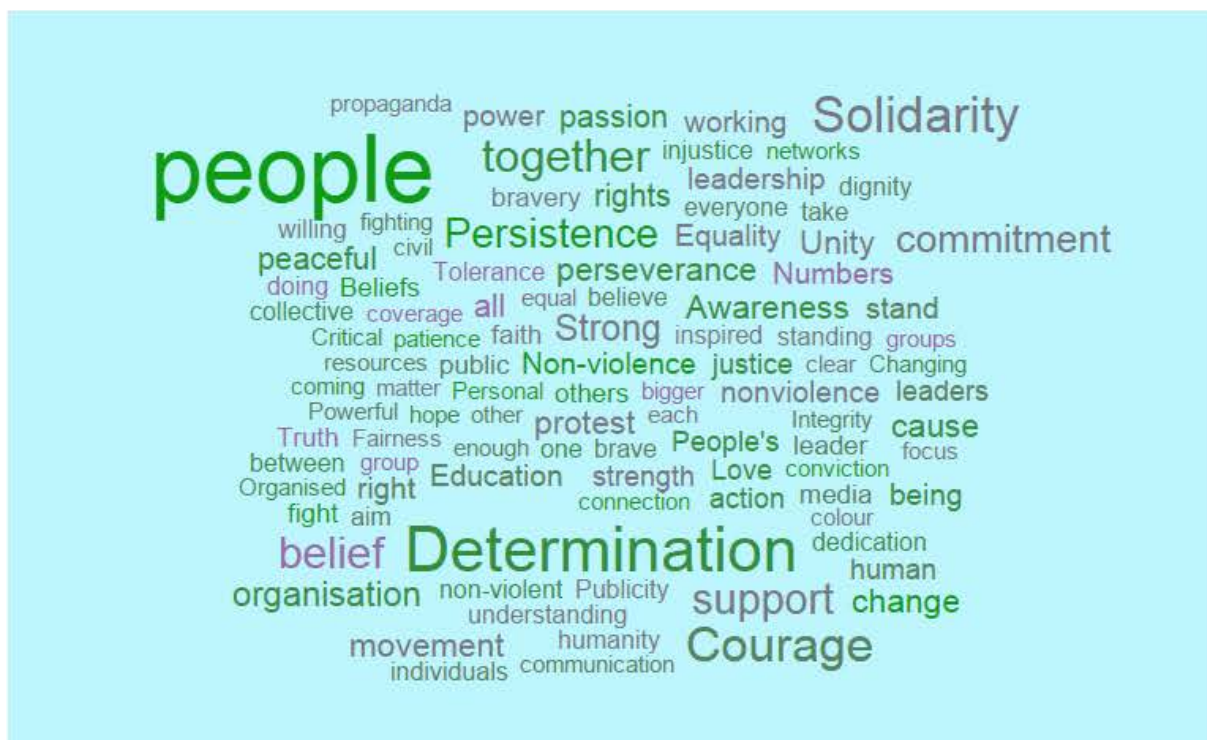 propaganda power passion working Solidarity
people together injustice networks
bravery rights leadership dignity
everyone take
willing fighting Persistence Equality Unity commitment
peaceful civil
doing Beliefs Tolerance perseverance Numbers
collective coverage all equal believe Awareness stand
Critical patience faith Strong inspired standing groups
resources public Non-violence justice clear Changing
coming matter Personal others bigger nonviolence leaders
Powerful hope other protest each Integrity cause
Truth Fairness enough one brave People's leader focus
between group Education strength Love conviction
Organised right connection action media being
fight aim colour
belief Determination dedication
human
organisation non-violent Publicity support change
understanding
movement humanity Courage
individuals communication